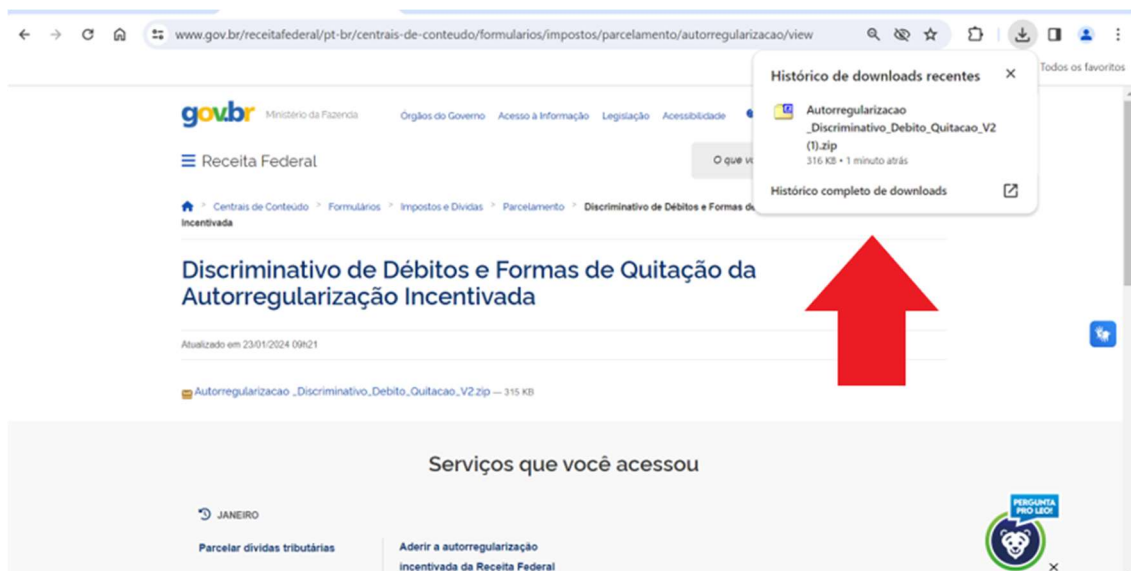 www.gov.br/receitafederal/pt-br/centrais-de-conteudo/formularios/impostos/parcelamento/autorregularizacao/view
Todos os favoritos
Histórico de downloads recentes
Autorregularizacao
_Discriminativo_Debito_Quitacao_V2
(1).zip
316 KB • 1 minuto atrás
Histórico completo de downloads
gov.br Ministério da Fazenda Órgãos do Governo Acesso à Informação Legislação Acessibilidade
Receita Federal
O que vo
Centrais de Conteúdo > Formulários > Impostos e Dívidas > Parcelamento > Discriminativo de Débitos e Formas de
Incentivada
Discriminativo de Débitos e Formas de Quitação da
Autorregularização Incentivada
Atualizado em 23/01/2024 09h21
Autorregularizacao _Discriminativo_Debito_Quitacao_V2.zip — 315 KB
Serviços que você acessou
JANEIRO
Parcelar dívidas tributárias
Aderir a autorregularização
incentivada da Receita Federal
PERGUNTA
PRO LEO!